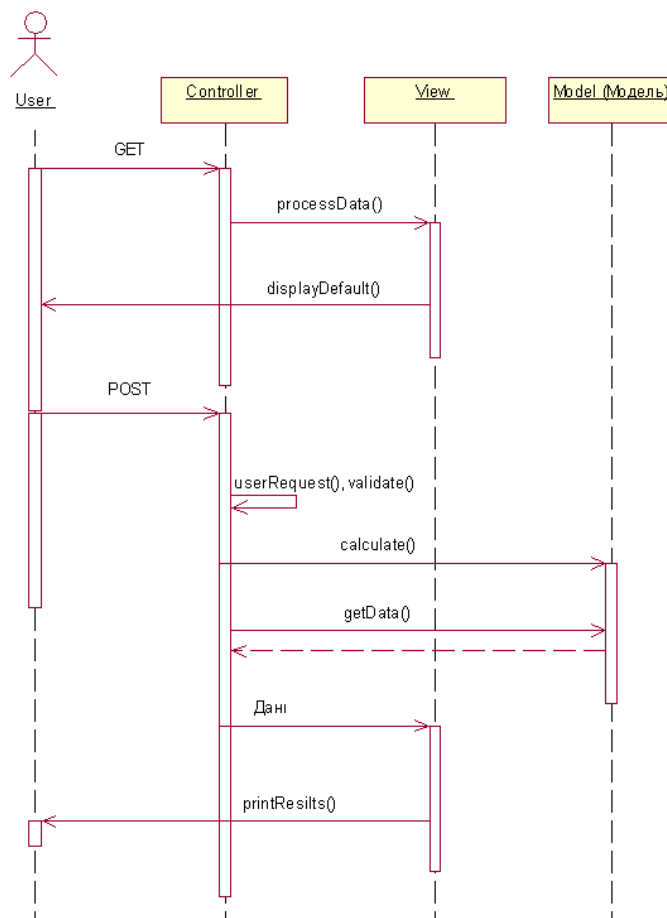 User
Controller
View
Model (Модель)
GET
processData()
displayDefault()
POST
userRequest(), validate()
calculate()
getData()
Дані
printResilts()